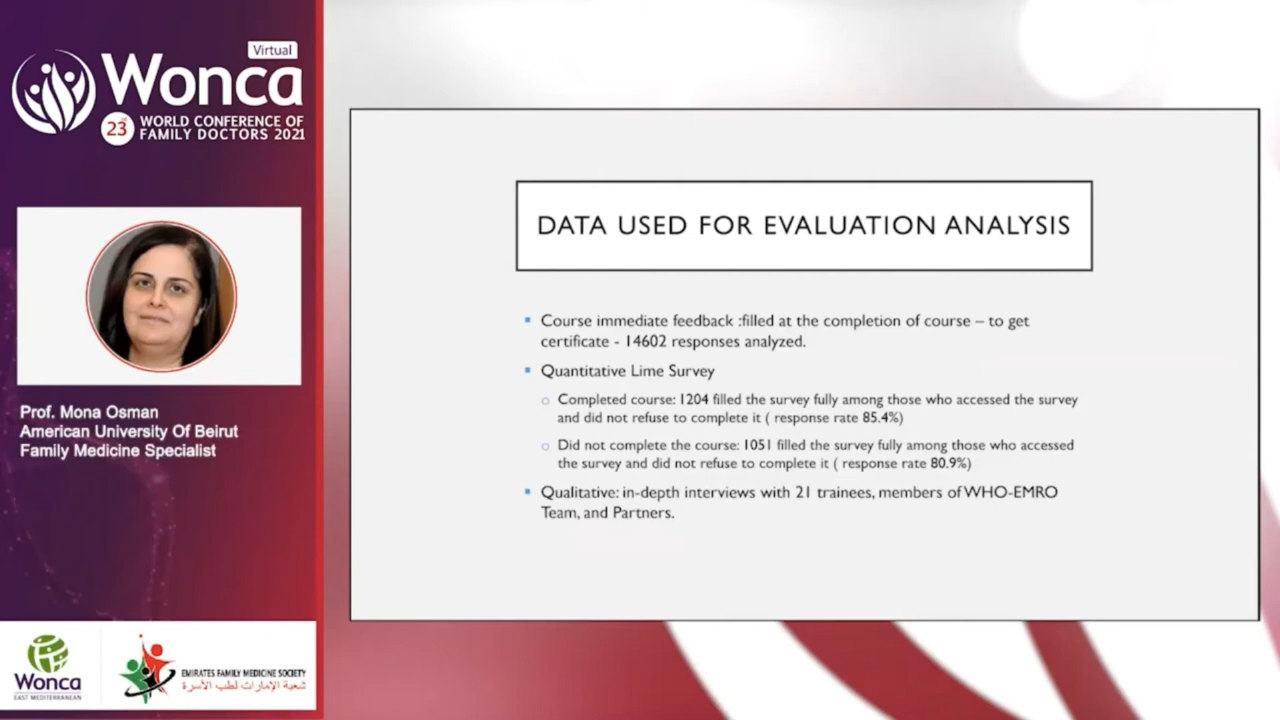 Virtual
Wonca
23rd WORLD CONFERENCE OF
FAMILY DOCTORS 2021
Prof. Mona Osman
American University Of Beirut
Family Medicine Specialist
Wonca
EAST MEDITERRANEAN
EMIRATES FAMILY MEDICINE SOCIETY
شعبة الإمارات لطب الأسرة
DATA USED FOR EVALUATION ANALYSIS
▪ Course immediate feedback :filled at the completion of course – to get
certificate - 14602 responses analyzed.
▪ Quantitative Lime Survey
o Completed course: 1204 filled the survey fully among those who accessed the survey
and did not refuse to complete it ( response rate 85.4%)
o Did not complete the course: 1051 filled the survey fully among those who accessed
the survey and did not refuse to complete it ( response rate 80.9%)
▪ Qualitative: in-depth interviews with 21 trainees, members of WHO-EMRO
Team, and Partners.